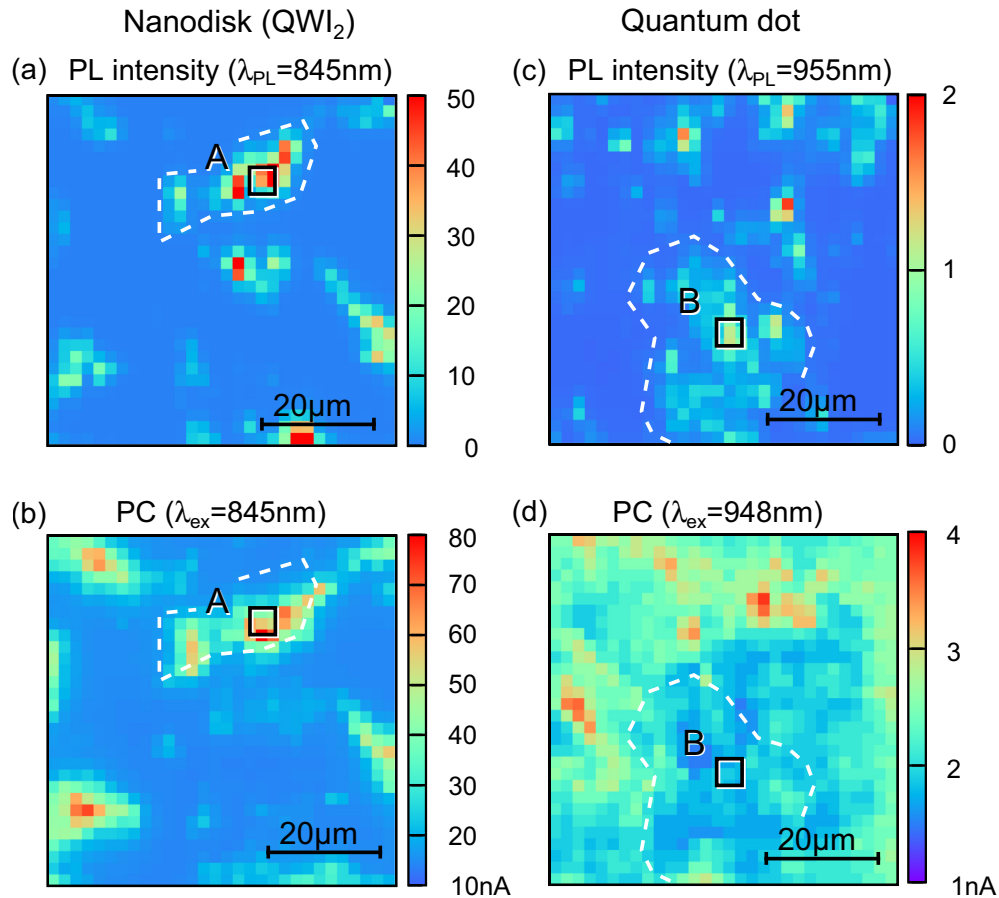 Nanodisk (QWI₂)
Quantum dot
(a) PL intensity (λPL=845nm)
A
20μm
50
40
30
20
10
0
(c) PL intensity (λPL=955nm)
B
20μm
2
1
0
(b) PC (λex=845nm)
A
20μm
80
70
60
50
40
30
20
10nA
(d) PC (λex=948nm)
B
20μm
4
3
2
1nA